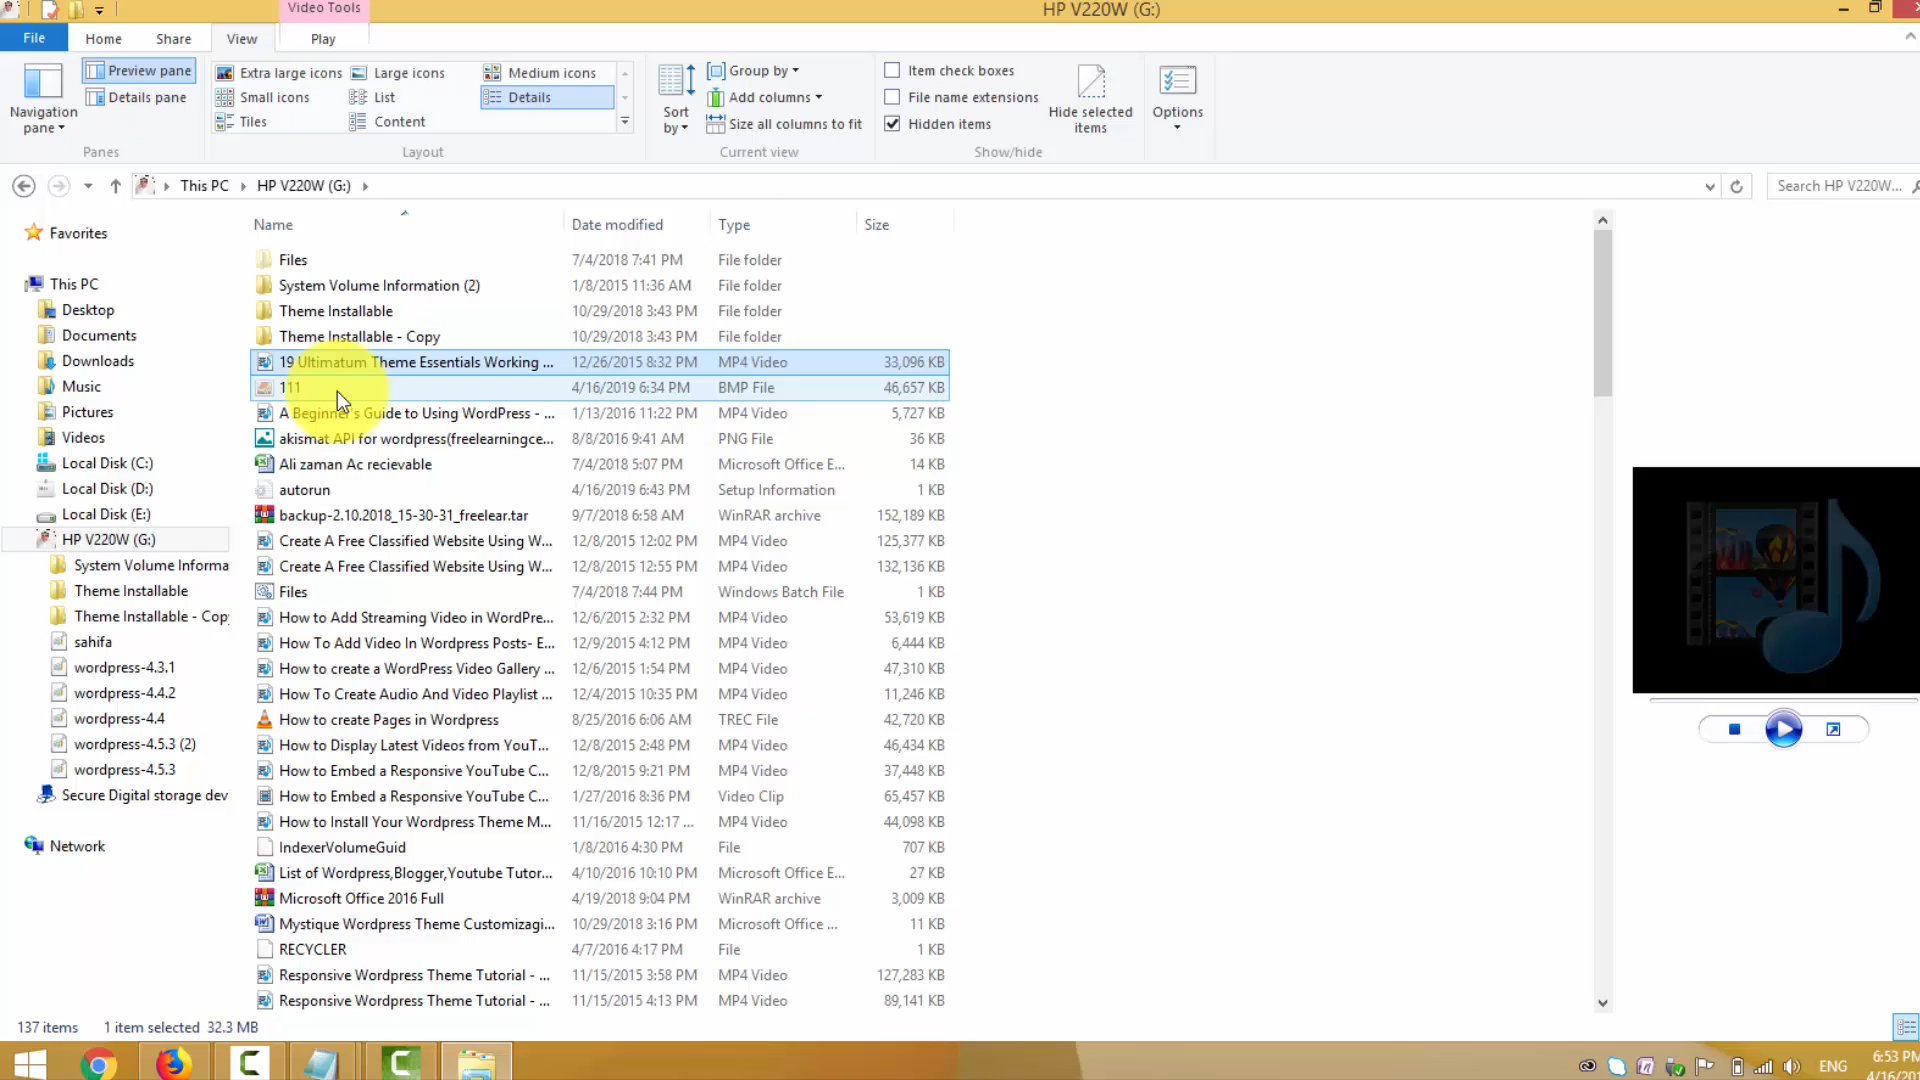 Video Tools
HP V220W (G:)
File
Home
Share
View
Play
Navigation pane
Preview pane
Details pane
Panes
Extra large icons
Large icons
Medium icons
Small icons
List
Details
Tiles
Content
Layout
Sort by
Group by
Add columns
Size all columns to fit
Current view
Item check boxes
File name extensions
Hidden items
Hide selected items
Show/hide
Options
This PC
HP V220W (G:)
Search HP V220W...
Favorites
This PC
Desktop
Documents
Downloads
Music
Pictures
Videos
Local Disk (C:)
Local Disk (D:)
Local Disk (E:)
HP V220W (G:)
System Volume Informa
Theme Installable
Theme Installable - Copy
sahifa
wordpress-4.3.1
wordpress-4.4.2
wordpress-4.4
wordpress-4.5.3 (2)
wordpress-4.5.3
Secure Digital storage dev
Network
Name Date modified Type Size
Files 7/4/2018 7:41 PM File folder
System Volume Information (2) 1/8/2015 11:36 AM File folder
Theme Installable 10/29/2018 3:43 PM File folder
Theme Installable - Copy 10/29/2018 3:43 PM File folder
19 Ultimatum Theme Essentials Working ... 12/26/2015 8:32 PM MP4 Video 33,096 KB
111 4/16/2019 6:34 PM BMP File 46,657 KB
A Beginner's Guide to Using WordPress - ... 1/13/2016 11:22 PM MP4 Video 5,727 KB
akismat API for wordpress(freelearningce... 8/8/2016 9:41 AM PNG File 36 KB
Ali zaman Ac recievable 7/4/2018 5:07 PM Microsoft Office E... 14 KB
autorun 4/16/2019 6:43 PM Setup Information 1 KB
backup-2.10.2018_15-30-31_freelear.tar 9/7/2018 6:58 AM WinRAR archive 152,189 KB
Create A Free Classified Website Using W... 12/8/2015 12:02 PM MP4 Video 125,377 KB
Create A Free Classified Website Using W... 12/8/2015 12:55 PM MP4 Video 132,136 KB
Files 7/4/2018 7:44 PM Windows Batch File 1 KB
How to Add Streaming Video in WordPre... 12/6/2015 2:32 PM MP4 Video 53,619 KB
How To Add Video In Wordpress Posts- E... 12/9/2015 4:12 PM MP4 Video 6,444 KB
How to create a WordPress Video Gallery ... 12/6/2015 1:54 PM MP4 Video 47,310 KB
How To Create Audio And Video Playlist ... 12/4/2015 10:35 PM MP4 Video 11,246 KB
How to create Pages in Wordpress 8/25/2016 6:06 AM TREC File 42,720 KB
How to Display Latest Videos from YouT... 12/8/2015 2:48 PM MP4 Video 46,434 KB
How to Embed a Responsive YouTube C... 12/8/2015 9:21 PM MP4 Video 37,448 KB
How to Embed a Responsive YouTube C... 1/27/2016 8:36 PM Video Clip 65,457 KB
How to Install Your Wordpress Theme M... 11/16/2015 12:17 ... MP4 Video 44,098 KB
IndexerVolumeGuid 1/8/2016 4:30 PM File 707 KB
List of Wordpress,Blogger,Youtube Tutor... 4/10/2016 10:10 PM Microsoft Office E... 27 KB
Microsoft Office 2016 Full 4/19/2018 9:04 PM WinRAR archive 3,009 KB
Mystique Wordpress Theme Customizagi... 10/29/2018 3:16 PM Microsoft Office ... 11 KB
RECYCLER 4/7/2016 4:17 PM File 1 KB
Responsive Wordpress Theme Tutorial - ... 11/15/2015 3:58 PM MP4 Video 127,283 KB
Responsive Wordpress Theme Tutorial - ... 11/15/2015 4:13 PM MP4 Video 89,141 KB
137 items 1 item selected 32.3 MB
ENG
6:53 PM